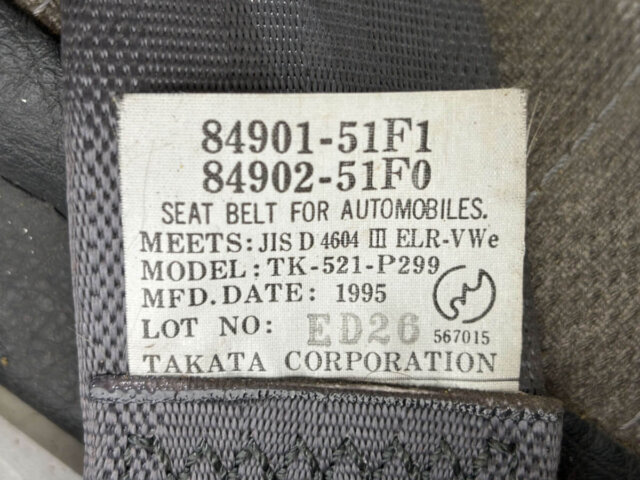 84901-51F1
84902-51F0
SEAT BELT FOR AUTOMOBILES.
MEETS: JIS D 4604 III ELR-VWe
MODEL: TK-521-P299
MFD. DATE: 1995
LOT NO: ED26
567015
TAKATA CORPORATION